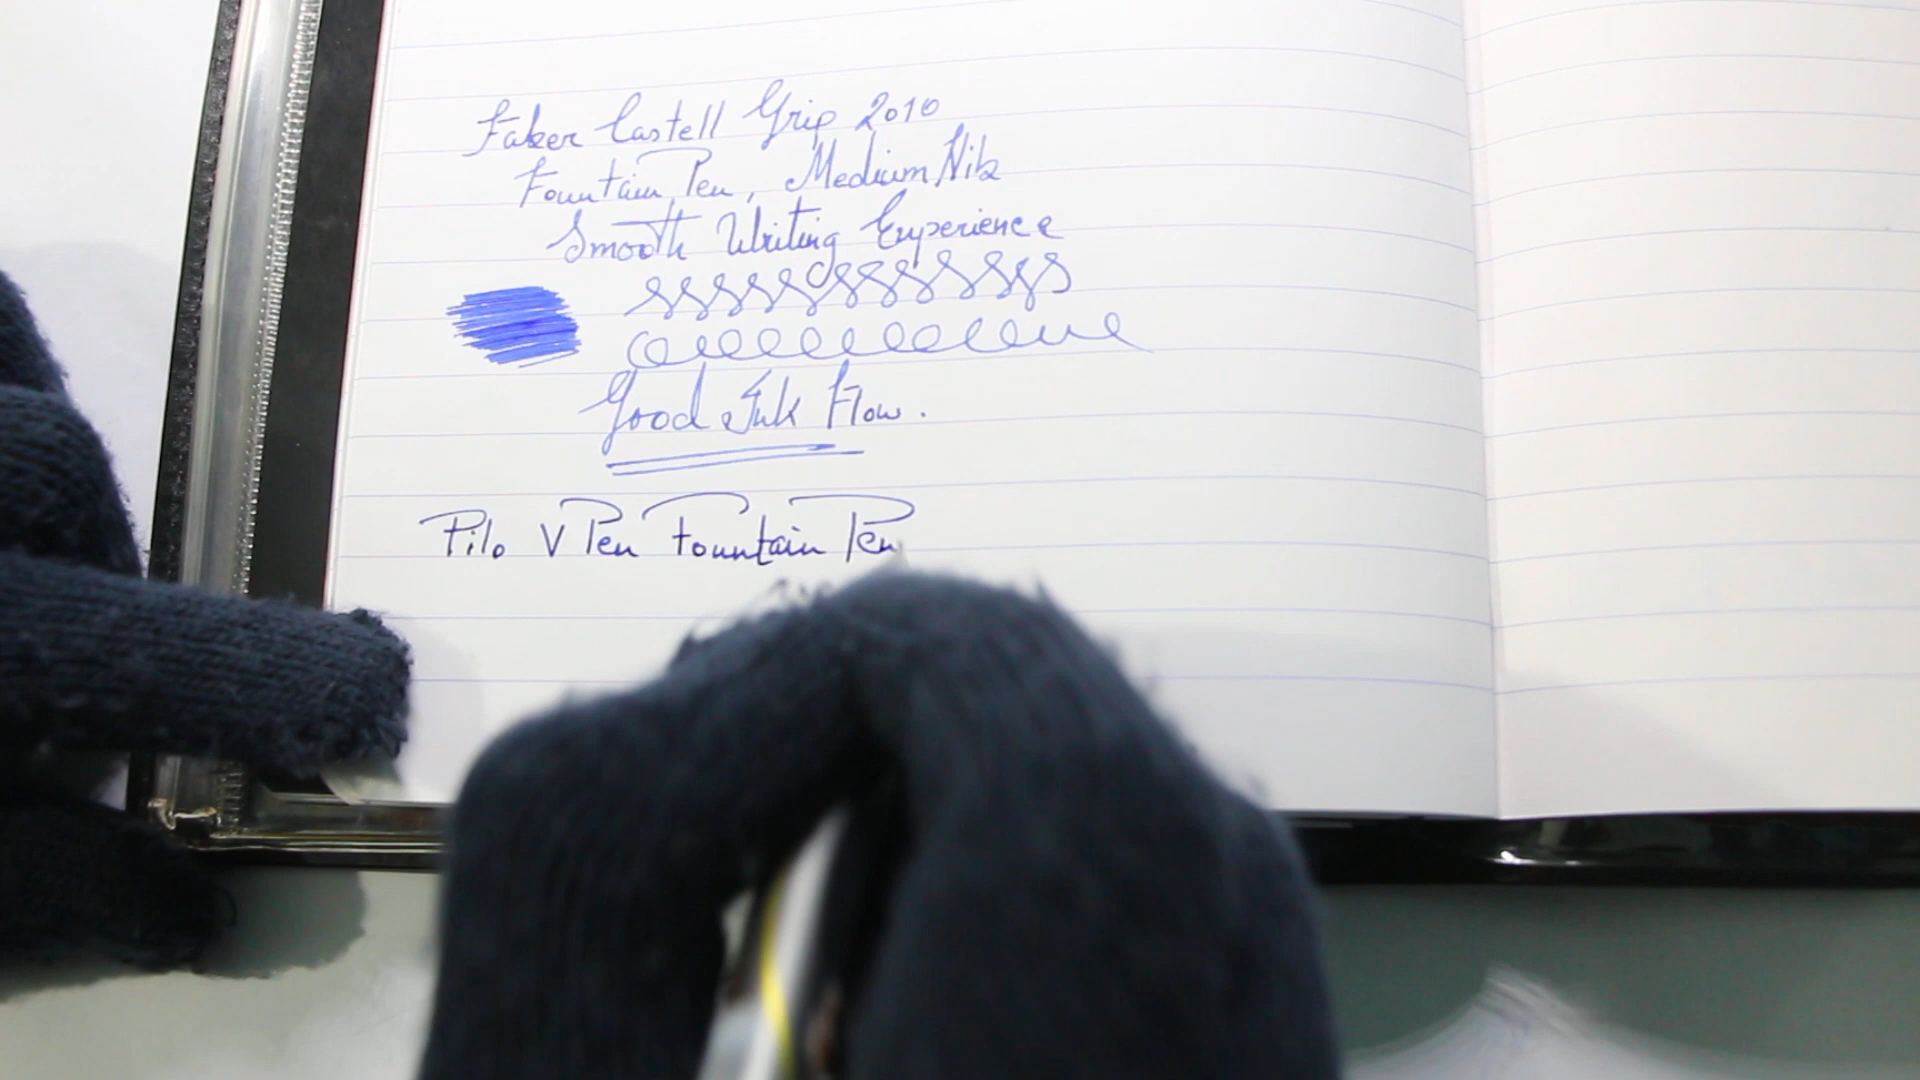 Faber Castell Grip 2010
Fountain Pen, Medium Nib
Smooth Writing Experience
Good Ink Flow.
Pilo V Pen Fountain Pen